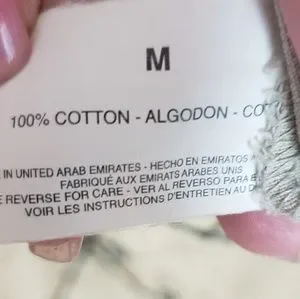 M
100% COTTON - ALGODON - CO
IN UNITED ARAB EMIRATES - HECHO EN EMIRATOS
FABRIQUÉ AUX EMIRATS ARABES UNIS
REVERSE FOR CARE - VER AL REVERSO PARA
VOIR LES INSTRUCTIONS D'ENTRETIEN AU